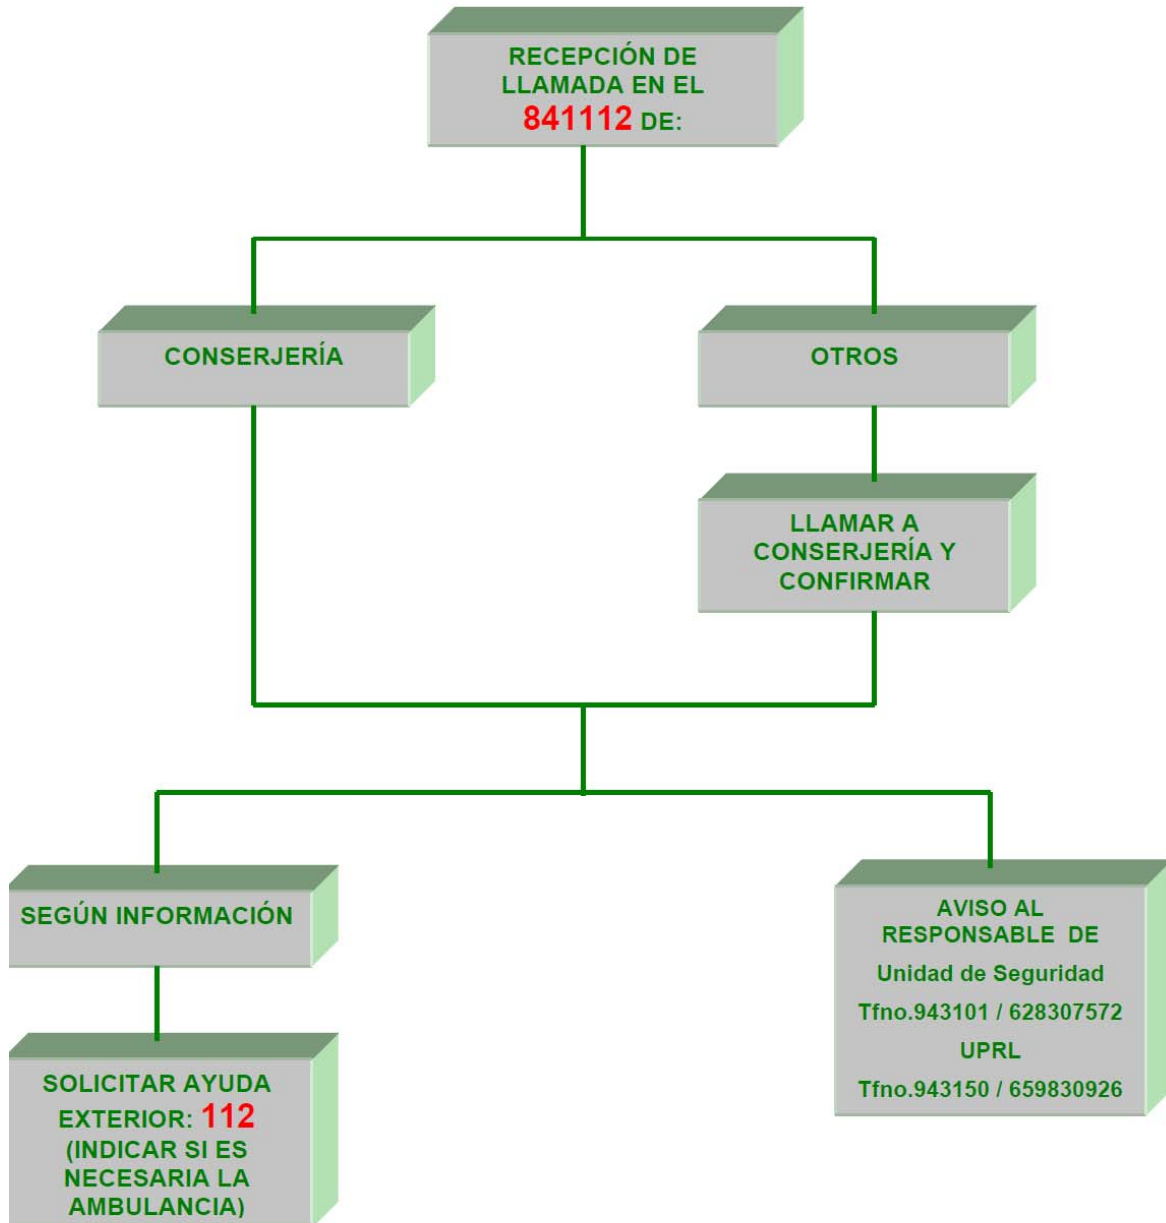 RECEPCIÓN DE
LLAMADA EN EL
841112 DE:
CONSERJERÍA
OTROS
LLAMAR A
CONSERJERÍA Y
CONFIRMAR
SEGÚN INFORMACIÓN
SOLICITAR AYUDA
EXTERIOR: 112
(INDICAR SI ES
NECESARIA LA
AMBULANCIA)
AVISO AL
RESPONSABLE DE
Unidad de Seguridad
Tfno.943101 / 628307572
UPRL
Tfno.943150 / 659830926